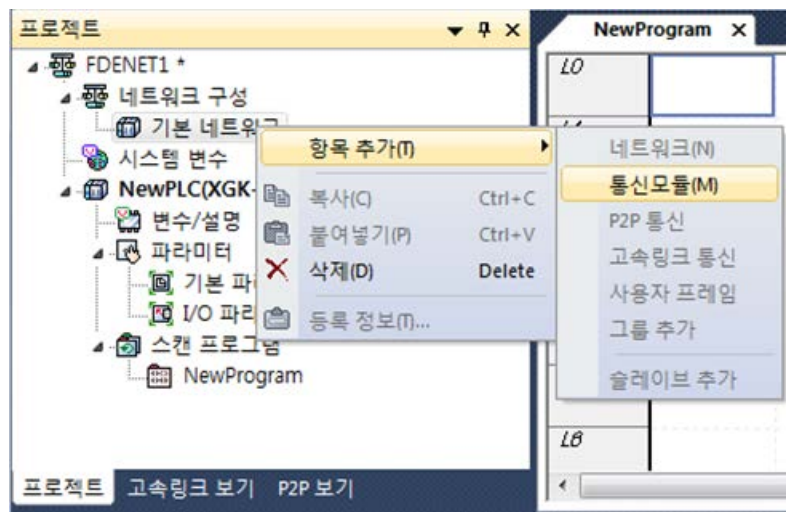 프로젝트
FDENET1 *
네트워크 구성
기본 네트워크
시스템 변수
NewPLC(XGK-
변수/설명
파라미터
기본 파
I/O 파라
스캔 프로그램
NewProgram
프로젝트
고속링크 보기
P2P 보기
항목 추가(T)
복사(C) Ctrl+C
붙여넣기(P) Ctrl+V
삭제(D) Delete
등록 정보(T)...
네트워크(N)
통신모듈(M)
P2P 통신
고속링크 통신
사용자 프레임
그룹 추가
슬레이브 추가
NewProgram
L0
L8